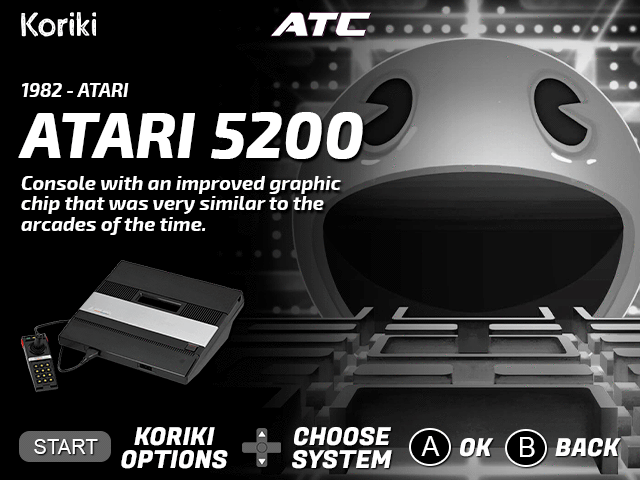 Koriki
ATC
1982 - ATARI
ATARI 5200
Console with an improved graphic
chip that was very similar to the
arcades of the time.
START
KORIKI
OPTIONS
CHOOSE
SYSTEM
A OK
B BACK